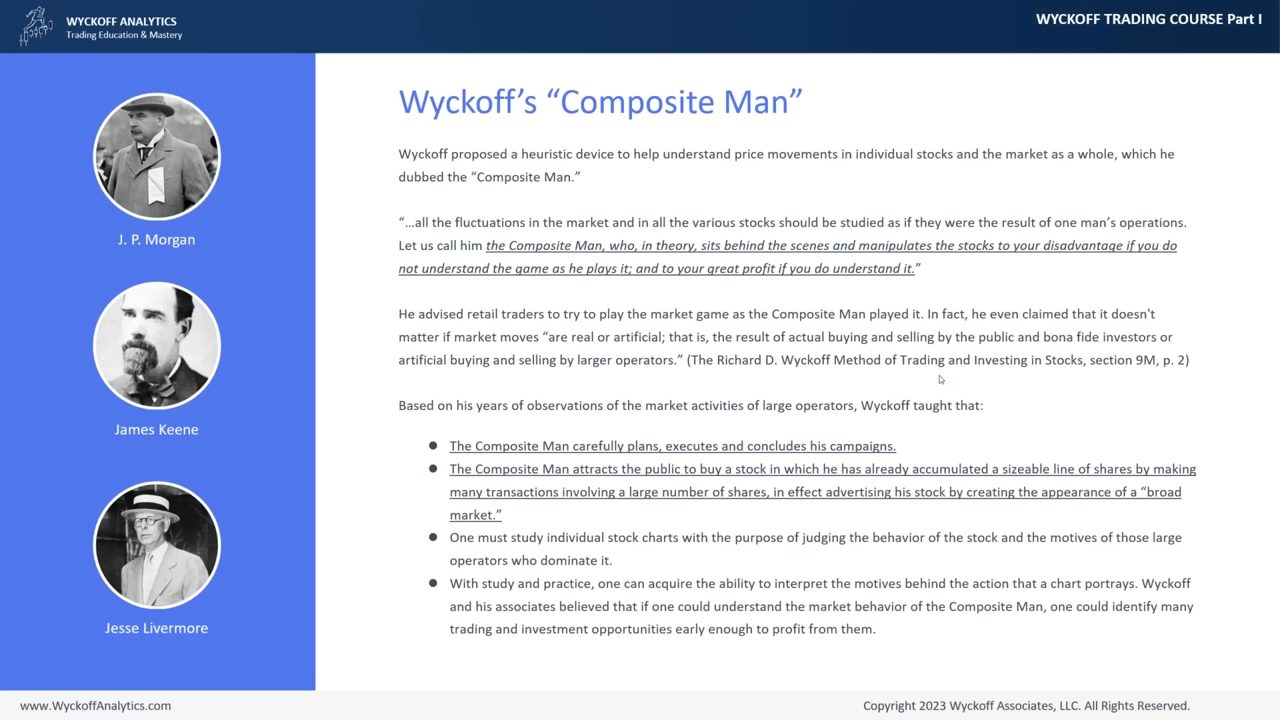 WYCKOFF ANALYTICS
Trading Education & Mastery
WYCKOFF TRADING COURSE Part I
J. P. Morgan
James Keene
Jesse Livermore
Wyckoff’s “Composite Man”
Wyckoff proposed a heuristic device to help understand price movements in individual stocks and the market as a whole, which he
dubbed the “Composite Man.”
“…all the fluctuations in the market and in all the various stocks should be studied as if they were the result of one man’s operations.
Let us call him the Composite Man, who, in theory, sits behind the scenes and manipulates the stocks to your disadvantage if you do
not understand the game as he plays it; and to your great profit if you do understand it.”
He advised retail traders to try to play the market game as the Composite Man played it. In fact, he even claimed that it doesn't
matter if market moves “are real or artificial; that is, the result of actual buying and selling by the public and bona fide investors or
artificial buying and selling by larger operators.” (The Richard D. Wyckoff Method of Trading and Investing in Stocks, section 9M, p. 2)
Based on his years of observations of the market activities of large operators, Wyckoff taught that:
● The Composite Man carefully plans, executes and concludes his campaigns.
● The Composite Man attracts the public to buy a stock in which he has already accumulated a sizeable line of shares by making
many transactions involving a large number of shares, in effect advertising his stock by creating the appearance of a “broad
market.”
● One must study individual stock charts with the purpose of judging the behavior of the stock and the motives of those large
operators who dominate it.
● With study and practice, one can acquire the ability to interpret the motives behind the action that a chart portrays. Wyckoff
and his associates believed that if one could understand the market behavior of the Composite Man, one could identify many
trading and investment opportunities early enough to profit from them.
www.WyckoffAnalytics.com
Copyright 2023 Wyckoff Associates, LLC. All Rights Reserved.